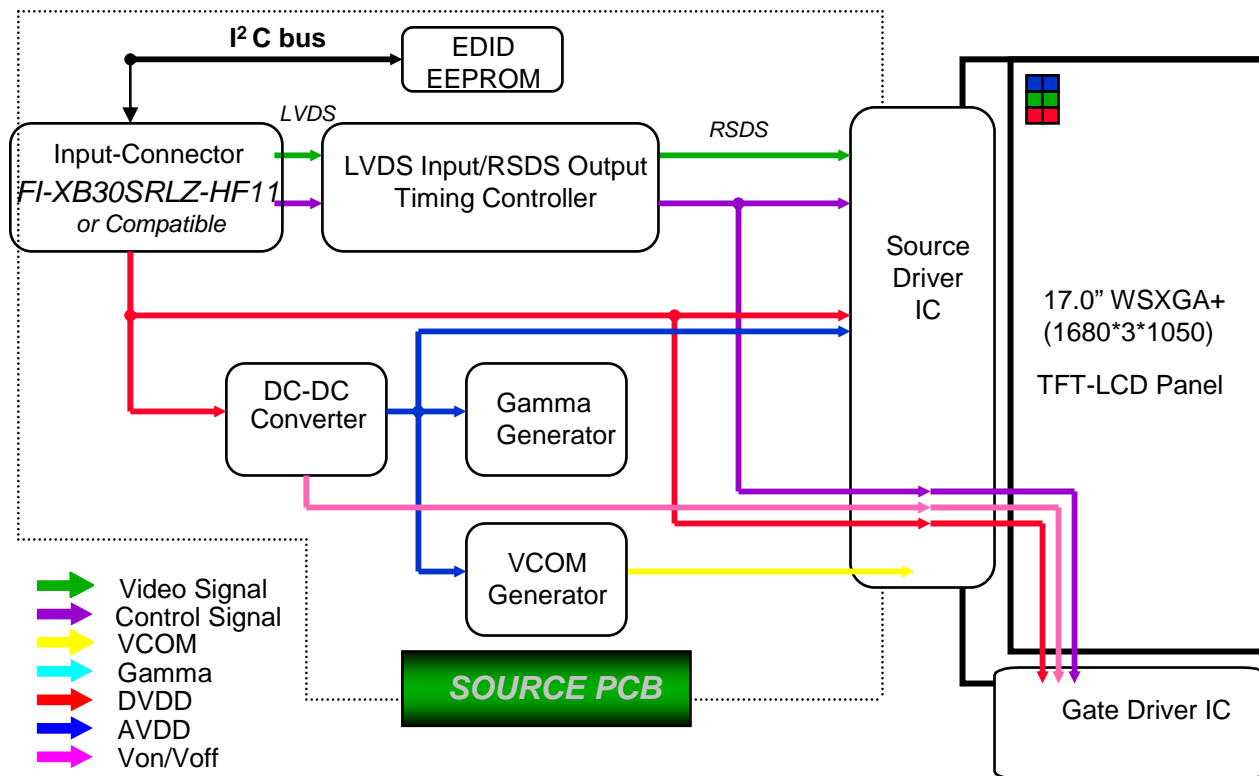 I² C bus
EDID
EEPROM
LVDS
RSDS
Input-Connector
FI-XB30SRLZ-HF11
or Compatible
LVDS Input/RSDS Output
Timing Controller
Source
Driver
IC
17.0” WSXGA+
(1680*3*1050)
TFT-LCD Panel
DC-DC
Converter
Gamma
Generator
VCOM
Generator
Video Signal
Control Signal
VCOM
Gamma
DVDD
AVDD
Von/Voff
SOURCE PCB
Gate Driver IC